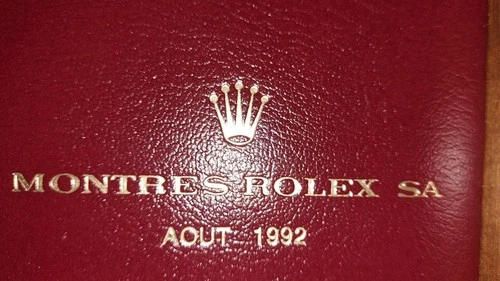 MONTRES ROLEX SA
AOUT 1992